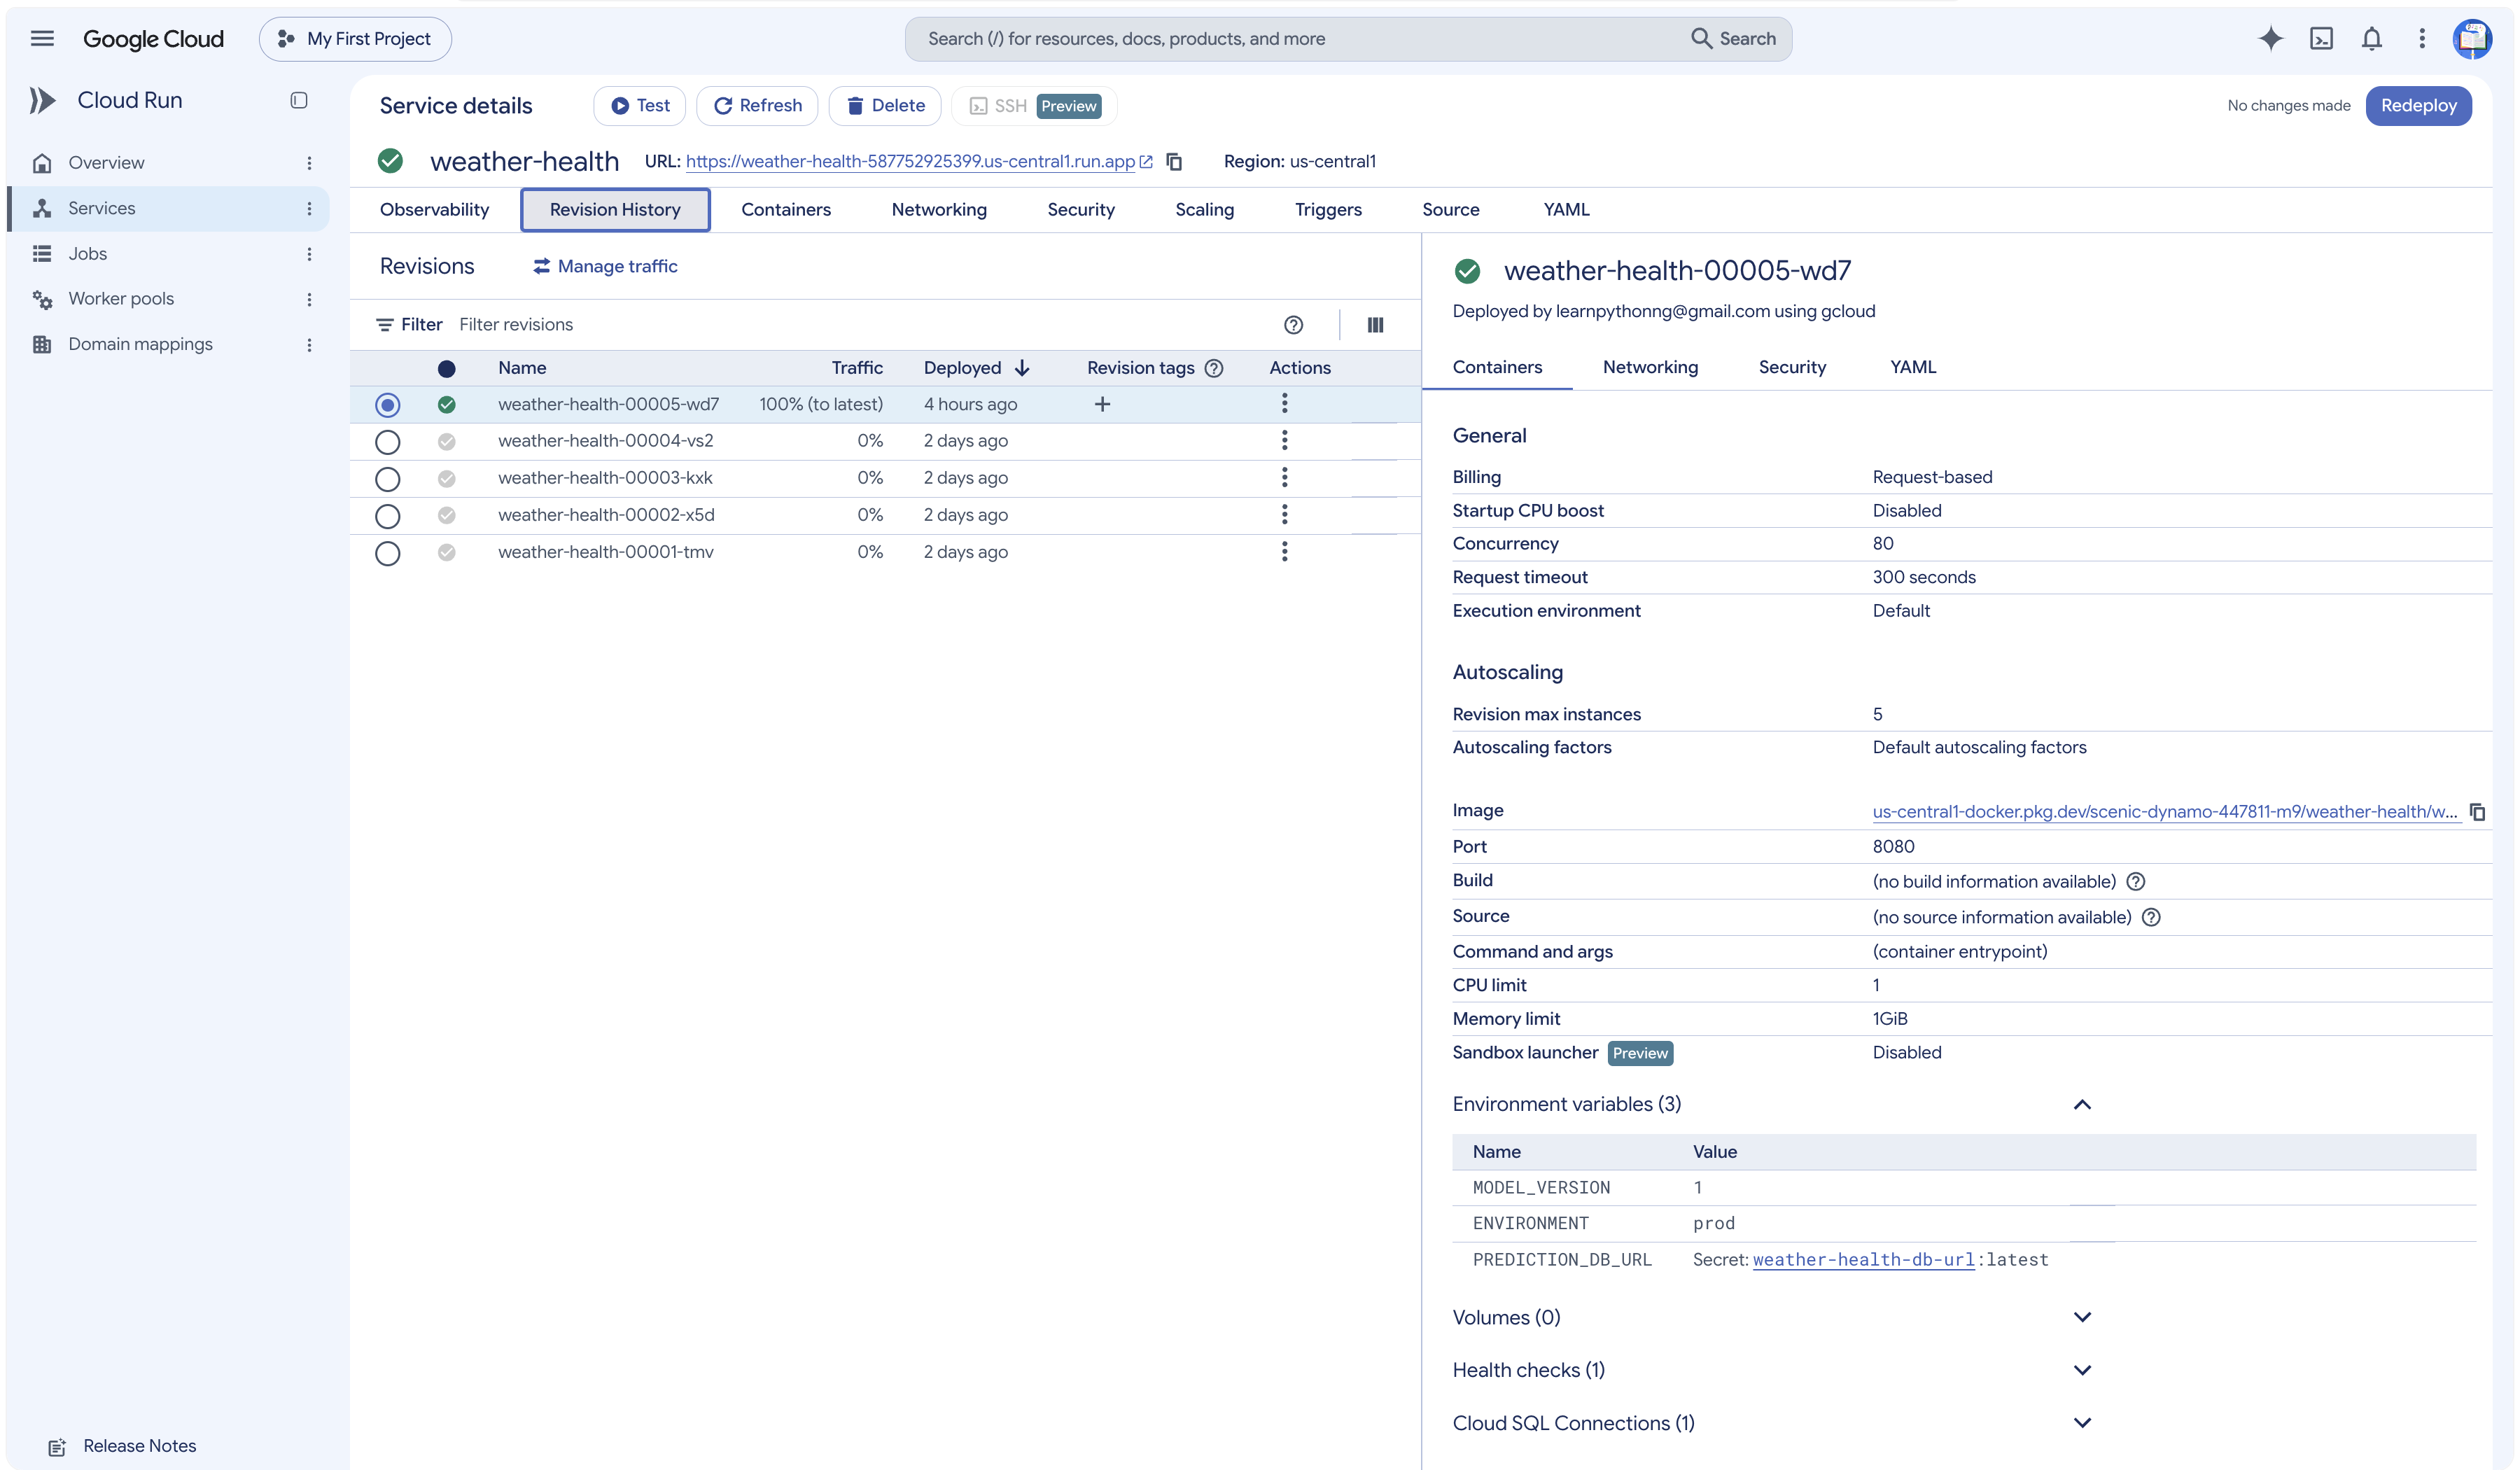 Google Cloud
My First Project
Search (/) for resources, docs, products, and more
Search
Cloud Run
Overview
Services
Jobs
Worker pools
Domain mappings
Release Notes
Service details
Test
Refresh
Delete
SSH Preview
No changes made
Redeploy
weather-health
URL: https://weather-health-587752925399.us-central1.run.app
Region: us-central1
Observability Revision History Containers Networking Security Scaling Triggers Source YAML
Revisions
Manage traffic
Filter Filter revisions
Name Traffic Deployed Revision tags Actions
weather-health-00005-wd7 100% (to latest) 4 hours ago
weather-health-00004-vs2 0% 2 days ago
weather-health-00003-kxk 0% 2 days ago
weather-health-00002-x5d 0% 2 days ago
weather-health-00001-tmv 0% 2 days ago
weather-health-00005-wd7
Deployed by learnpythonng@gmail.com using gcloud
Containers Networking Security YAML
General
Billing Request-based
Startup CPU boost Disabled
Concurrency 80
Request timeout 300 seconds
Execution environment Default
Autoscaling
Revision max instances 5
Autoscaling factors Default autoscaling factors
Image us-central1-docker.pkg.dev/scenic-dynamo-447811-m9/weather-health/w...
Port 8080
Build (no build information available)
Source (no source information available)
Command and args (container entrypoint)
CPU limit 1
Memory limit 1GiB
Sandbox launcher Preview Disabled
Environment variables (3)
Name Value
MODEL_VERSION 1
ENVIRONMENT prod
PREDICTION_DB_URL Secret: weather-health-db-url:latest
Volumes (0)
Health checks (1)
Cloud SQL Connections (1)